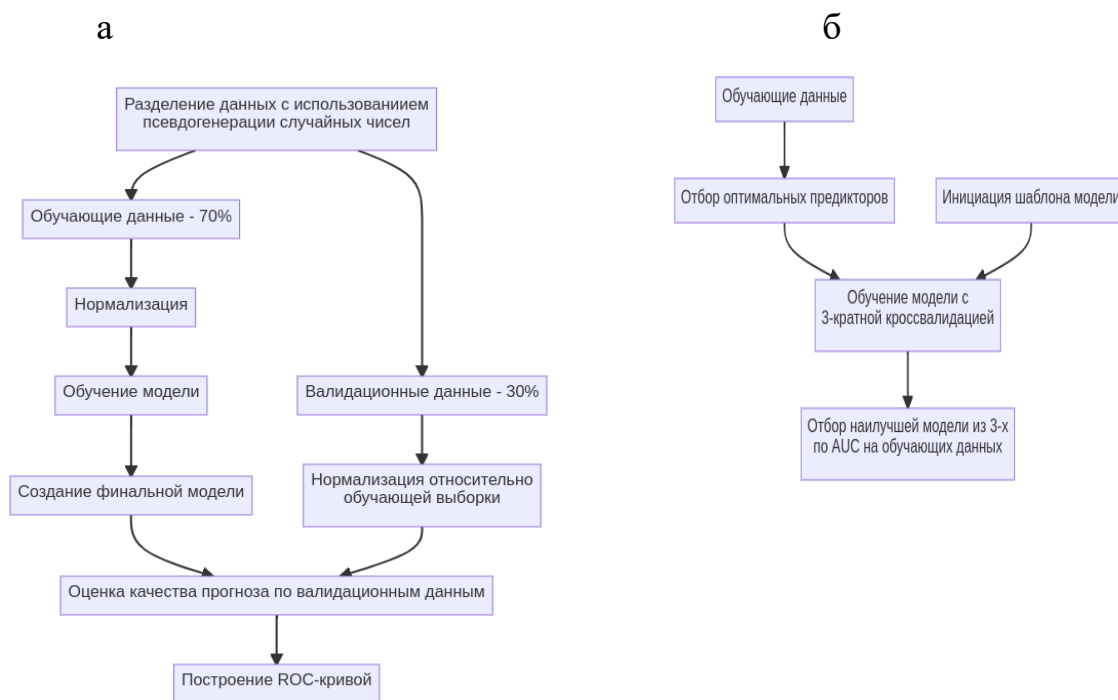 а
Разделение данных с использованиием
псевдогенерации случайных чисел
Обучающие данные - 70%
Нормализация
Обучение модели
Валидационные данные - 30%
Создание финальной модели
Нормализация относительно
обучающей выборки
Оценка качества прогноза по валидационным данным
Построение ROC-кривой
б
Обучающие данные
Отбор оптимальных предикторов
Инициация шаблона модели
Обучение модели с
3-кратной кроссвалидацией
Отбор наилучшей модели из 3-х
по AUC на обучающих данных